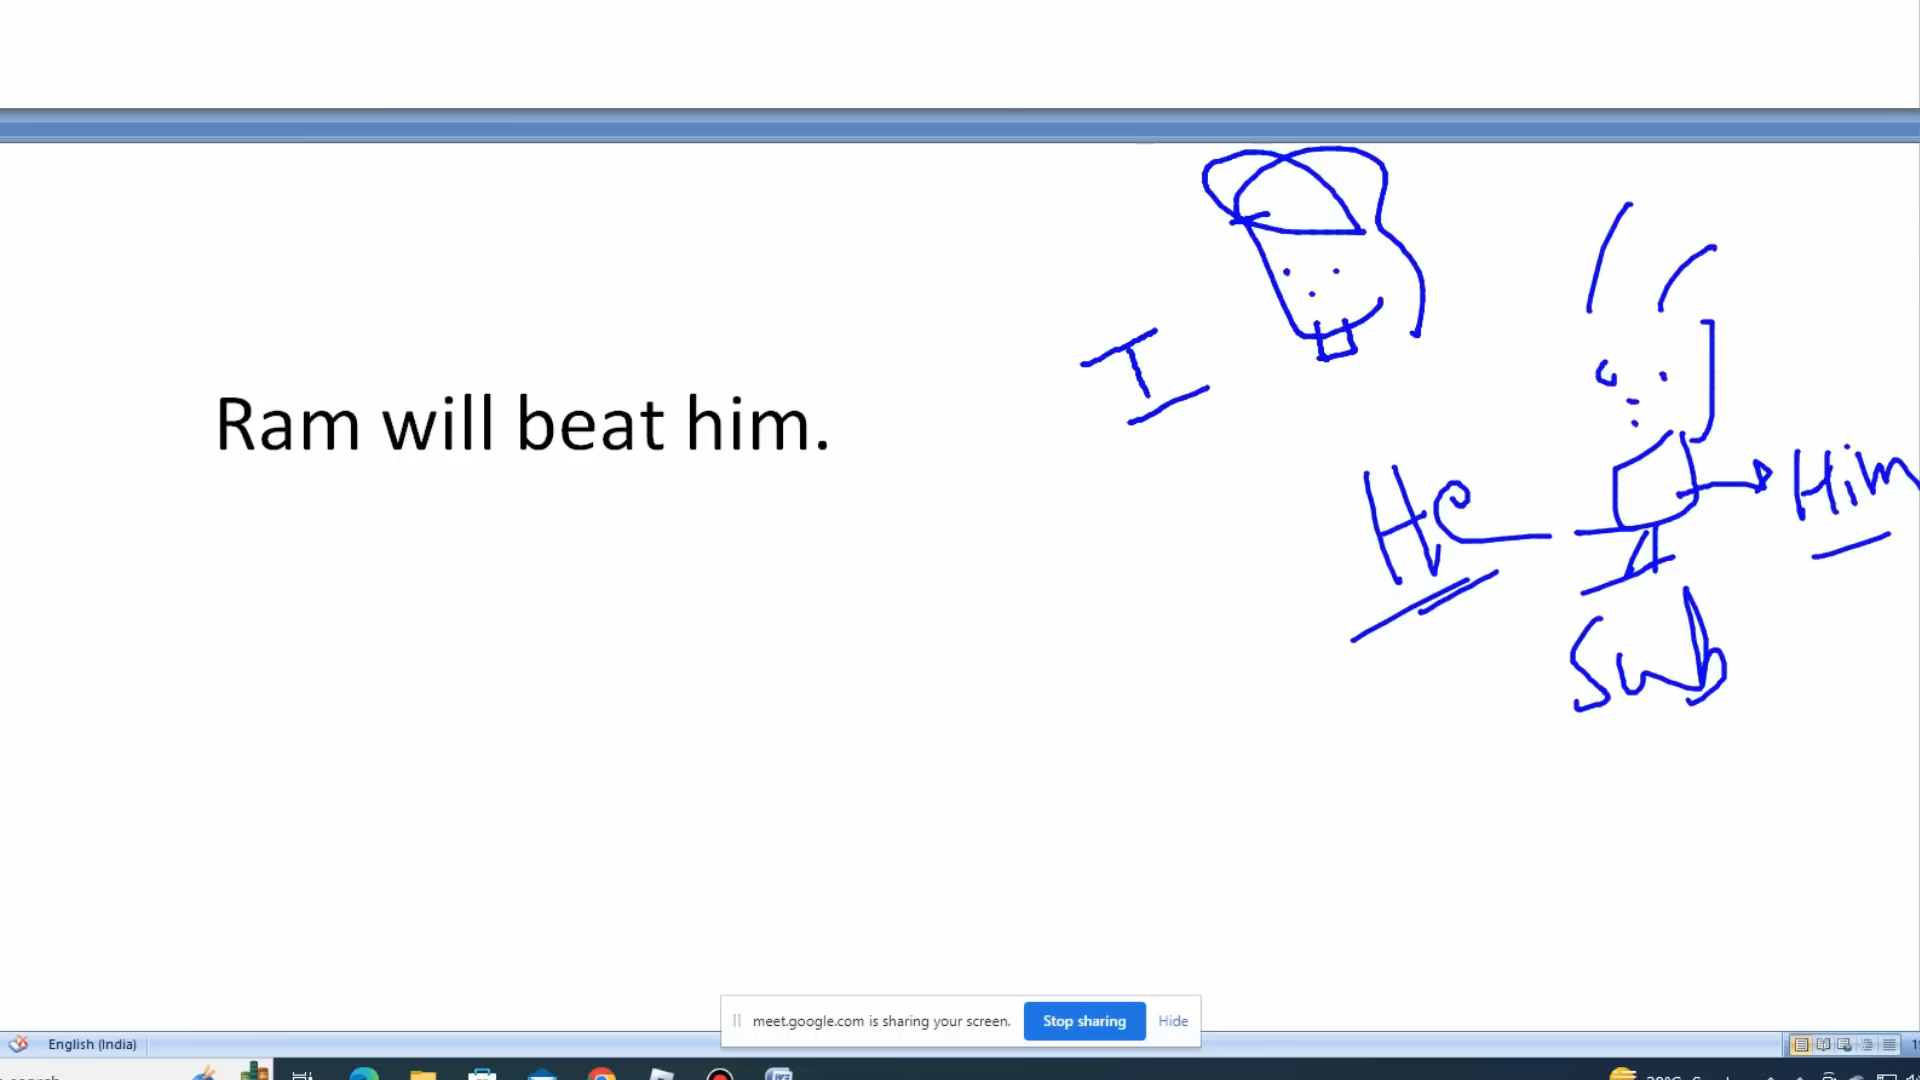 I
Ram will beat him.
He
Him
Sub
meet.google.com is sharing your screen. Stop sharing Hide
English (India)